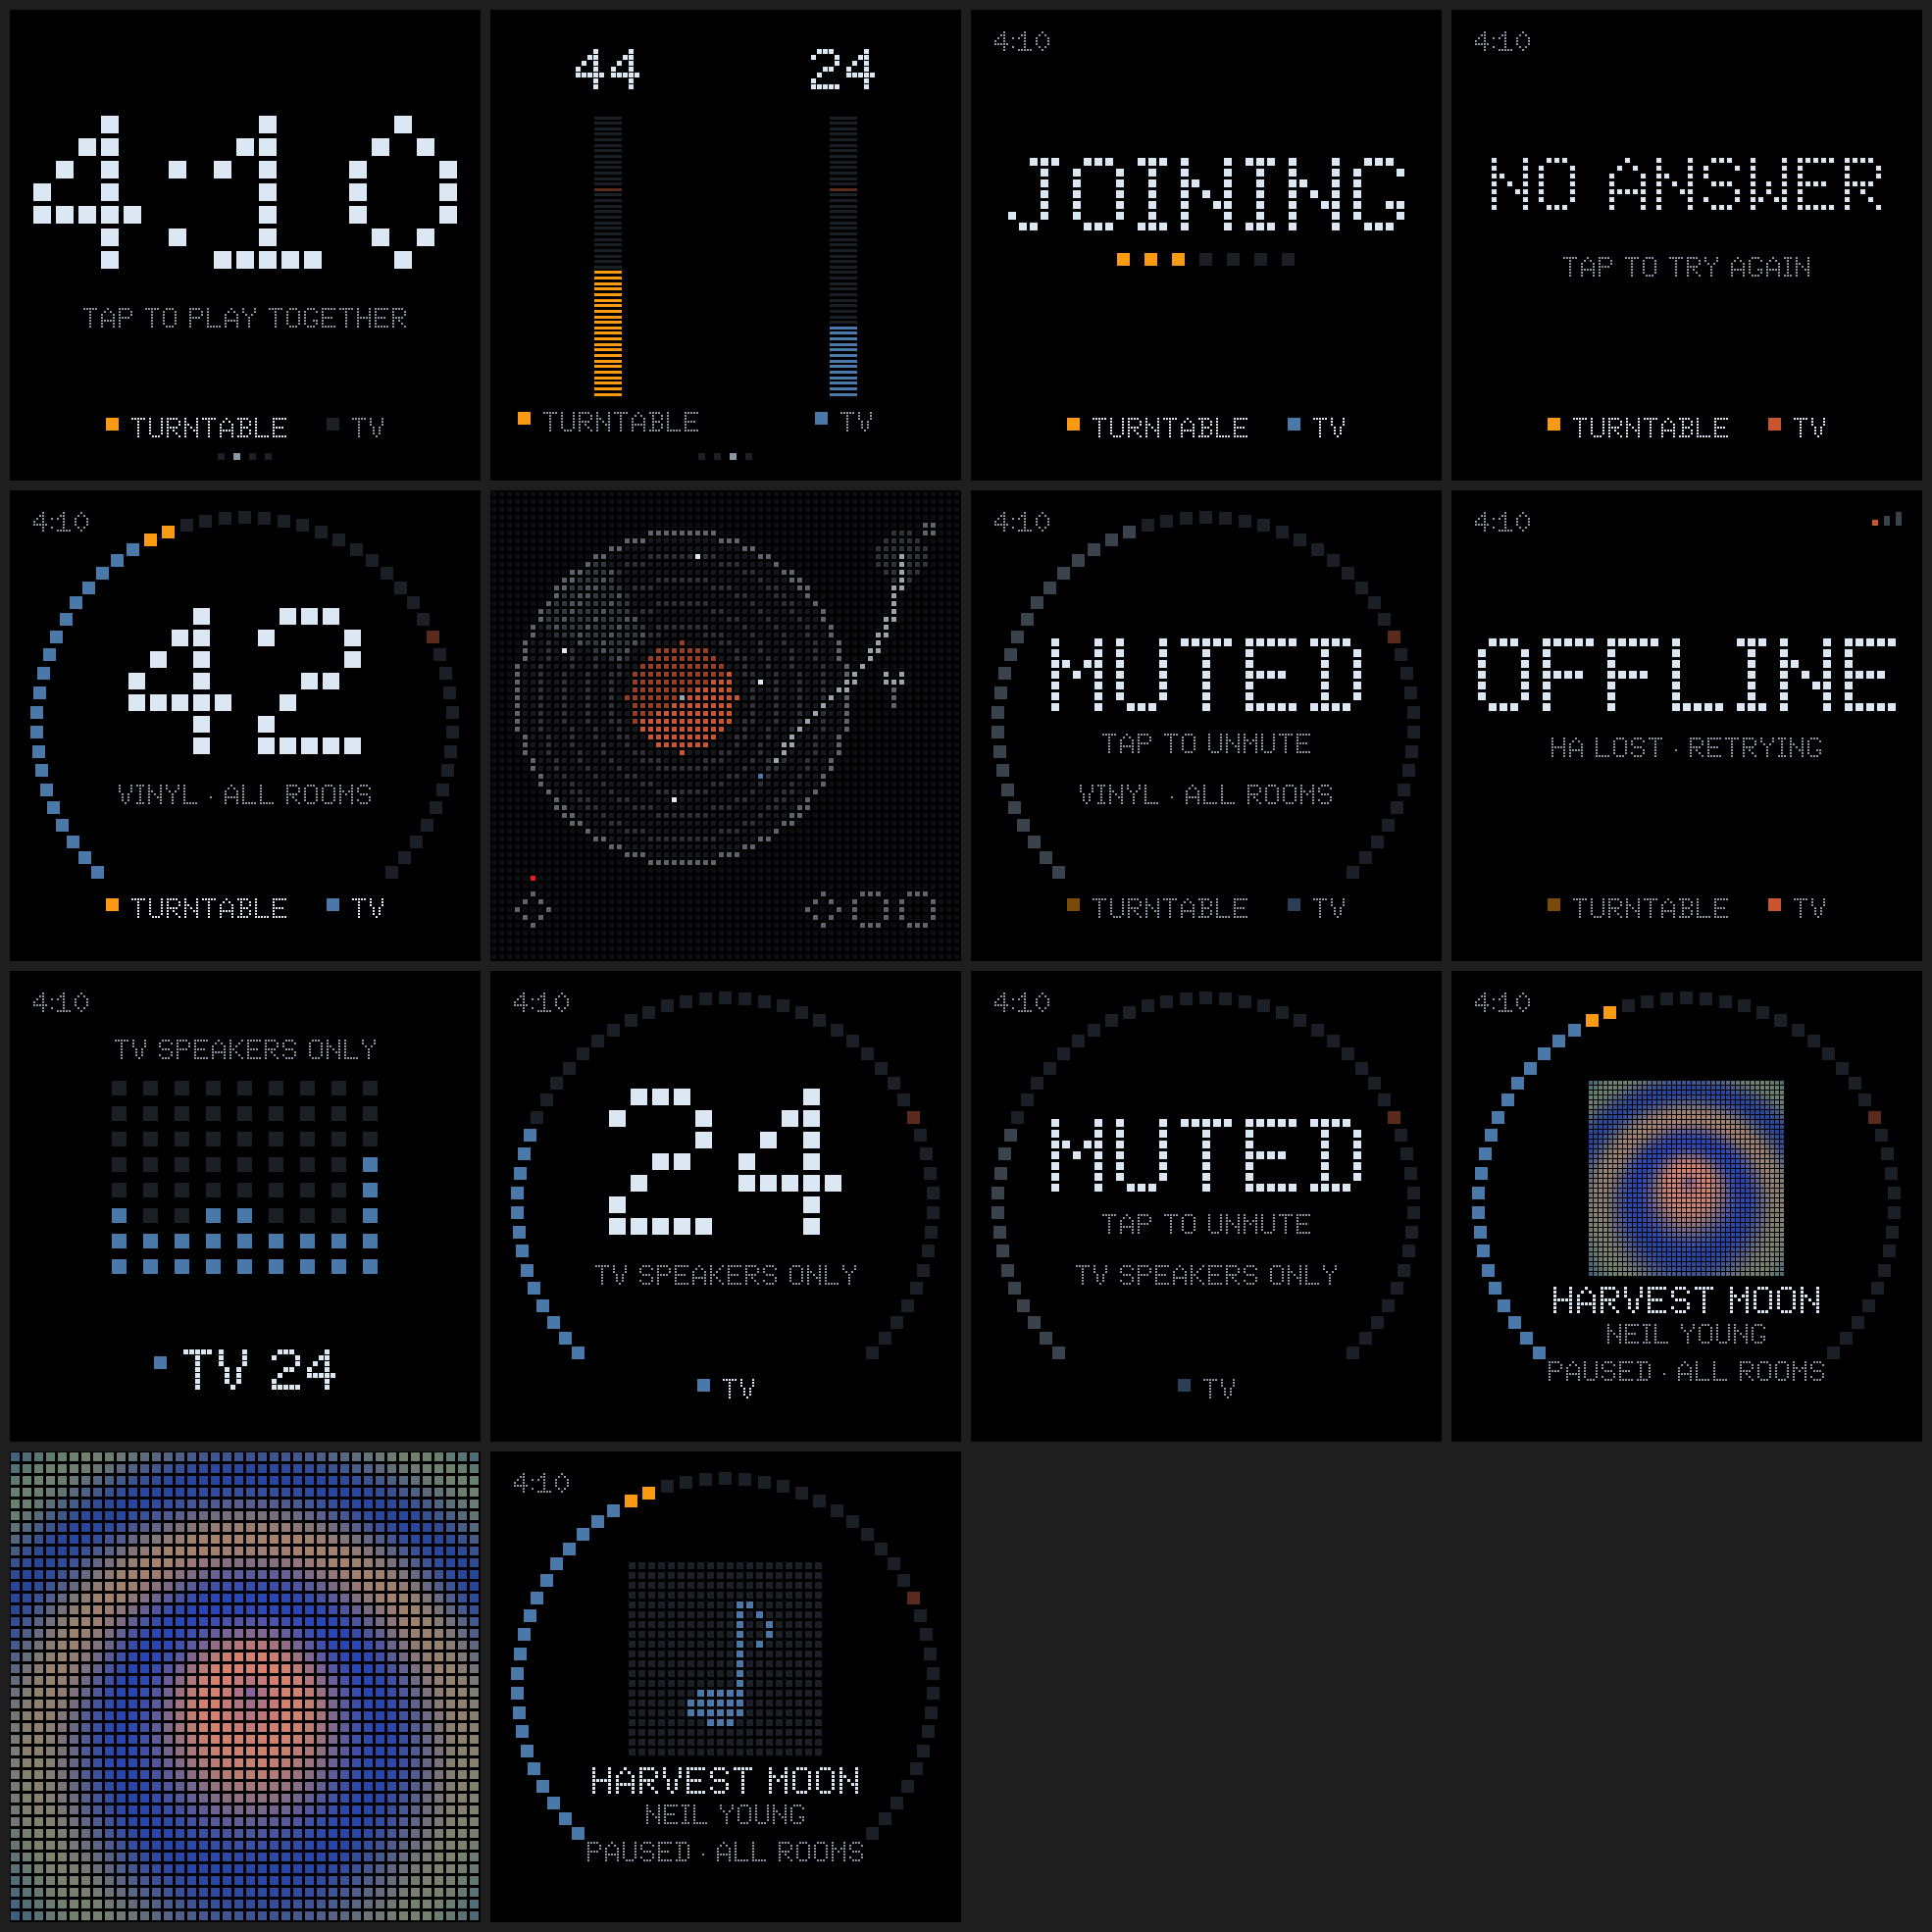 4:10
TAP TO PLAY TOGETHER
TURNTABLE TV
44 24
TURNTABLE TV
4:10
JOINING
TURNTABLE TV
4:10
NO ANSWER
TAP TO TRY AGAIN
TURNTABLE TV
4:10
42
VINYL · ALL ROOMS
TURNTABLE TV
4:10
MUTED
TAP TO UNMUTE
VINYL · ALL ROOMS
TURNTABLE TV
4:10
OFFLINE
HA LOST · RETRYING
TURNTABLE TV
4:10
TV SPEAKERS ONLY
TV 24
4:10
24
TV SPEAKERS ONLY
TV
4:10
MUTED
TAP TO UNMUTE
TV SPEAKERS ONLY
TV
4:10
HARVEST MOON
NEIL YOUNG
PAUSED · ALL ROOMS
4:10
HARVEST MOON
NEIL YOUNG
PAUSED · ALL ROOMS